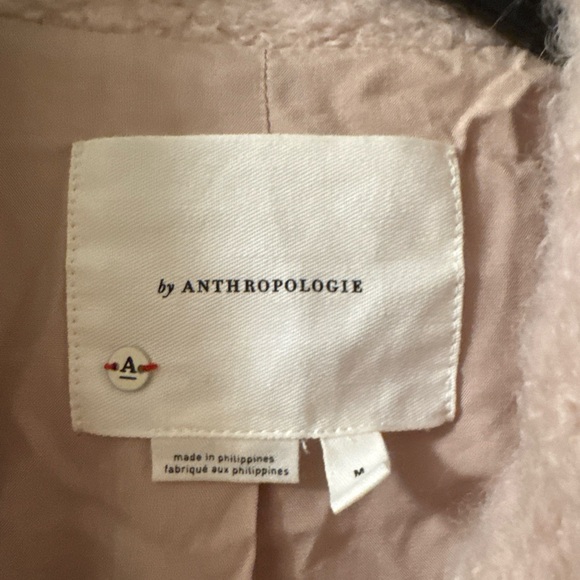 by ANTHROPOLOGIE
A
made in philippines
fabriqué aux philippines
M